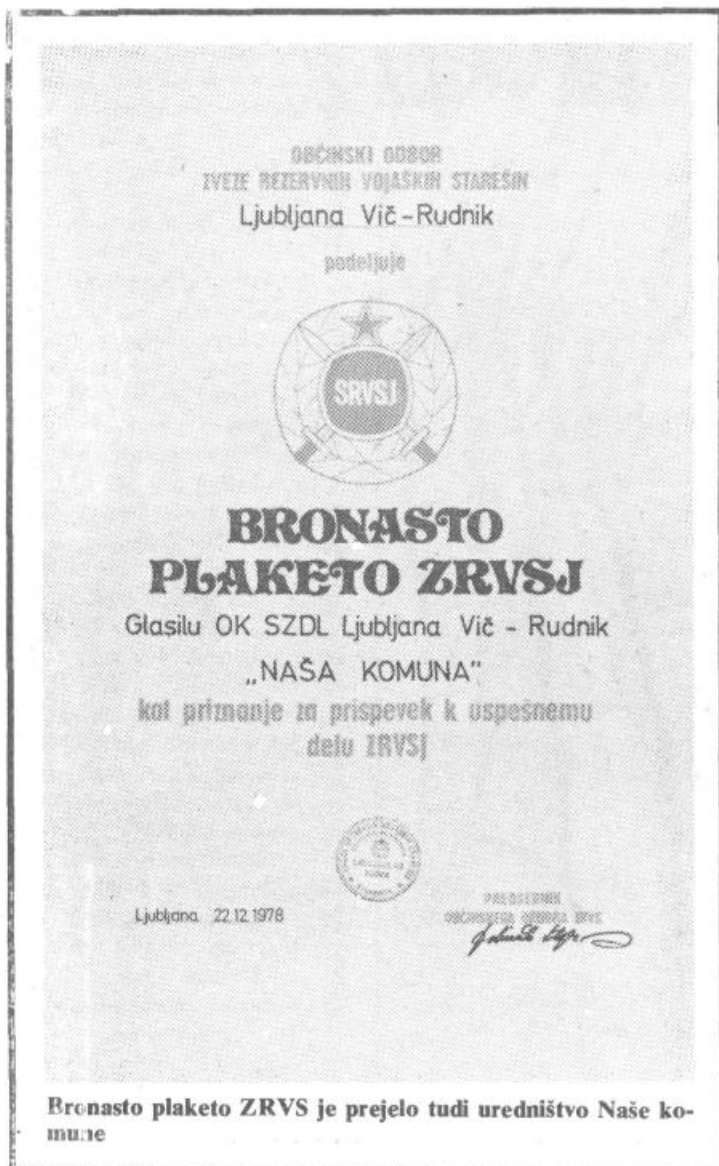 OBČINSKI ODBOR
ZVEZE REZERVNIH VOJAŠKIH STAREŠIN
Ljubljana Vič-Rudnik
podeljuje
SRVSJ
BRONASTO
PLAKETO ZRVSJ
Glasilu OK SZDL Ljubljana Vič - Rudnik
„NAŠA KOMUNA"
kot priznanje za prispevek k uspešnemu
delu ZRVSJ
Ljubljana, 22.12.1978
PREDSEDNIK
OBČINSKEGA ODBORA ZRVS
Bronasto plaketo ZRVS je prejelo tudi uredništvo Naše ko-
mune